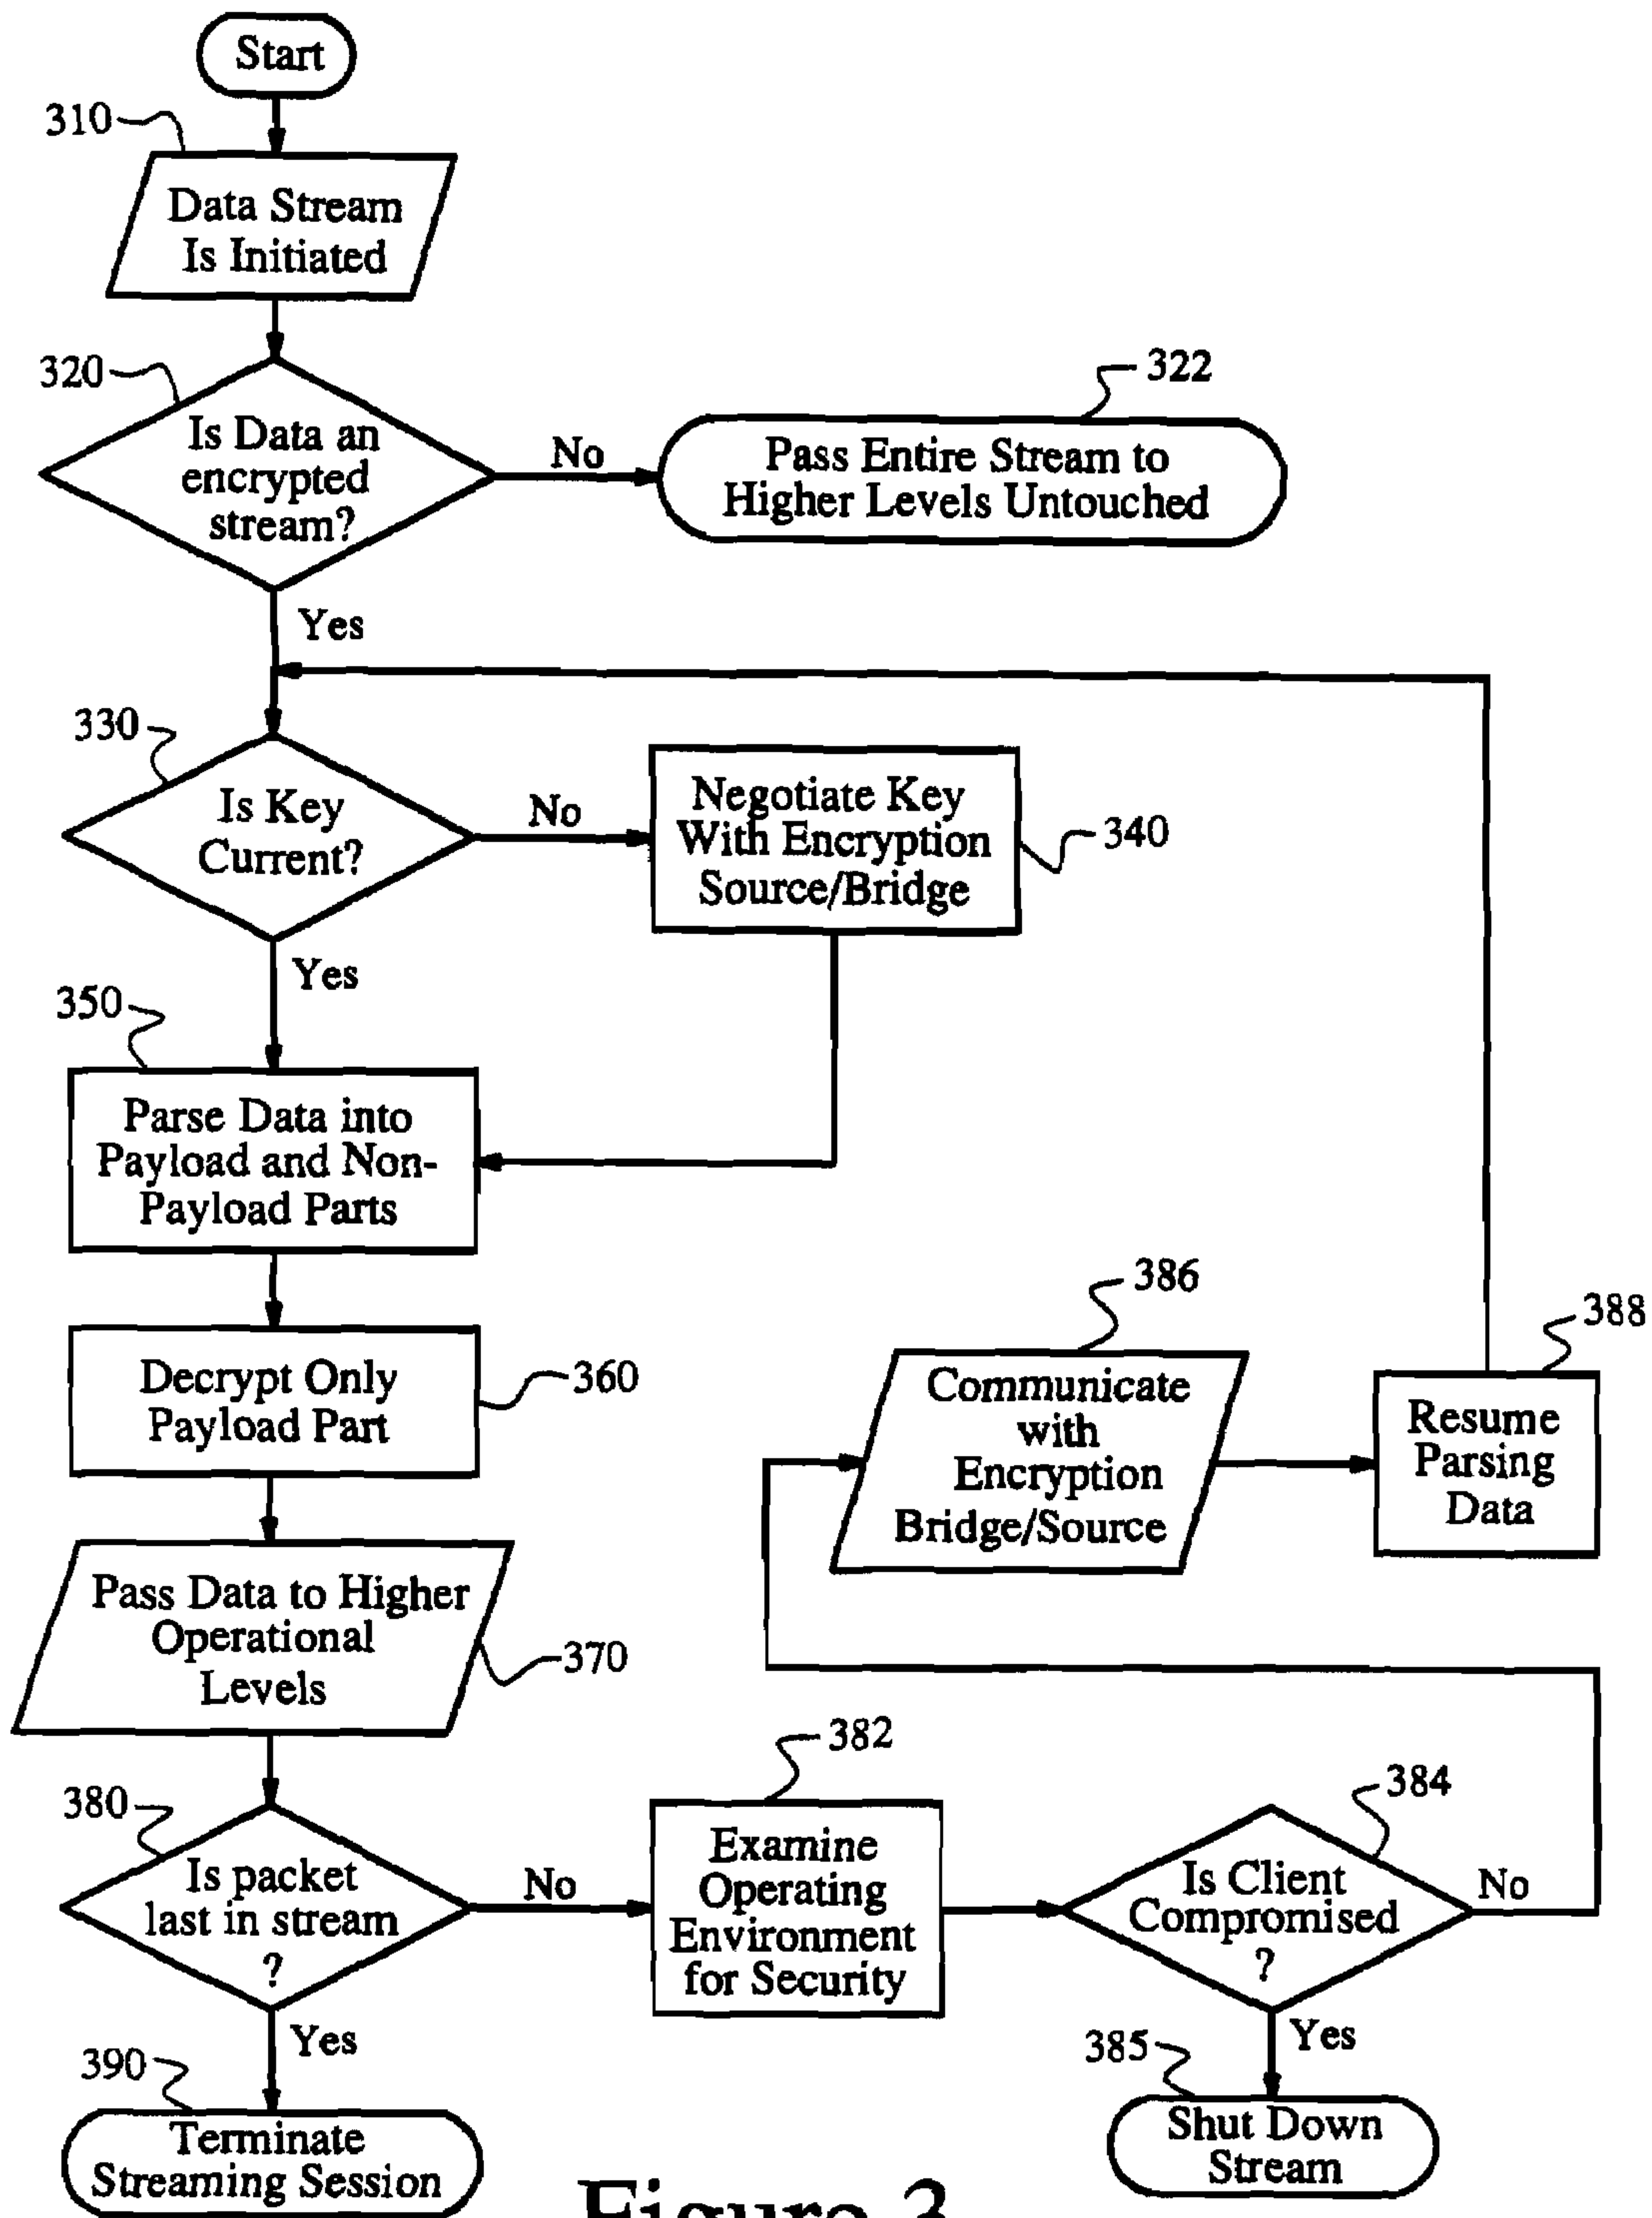 Start
310
Data Stream
Is Initiated
320
Is Data an
encrypted
stream?
No
322
Pass Entire Stream to
Higher Levels Untouched
Yes
330
Is Key
Current?
No
Negotiate Key
With Encryption
Source/Bridge
340
Yes
350
Parse Data into
Payload and Non-
Payload Parts
Decrypt Only
Payload Part
360
386
Communicate
with
Encryption
Bridge/Source
388
Resume
Parsing
Data
Pass Data to Higher
Operational
Levels
370
380
Is packet
last in stream
?
No
382
Examine
Operating
Environment
for Security
384
Is Client
Compromised
?
No
Yes
390
Terminate
Streaming Session
Yes
385
Shut Down
Stream
Figure 3